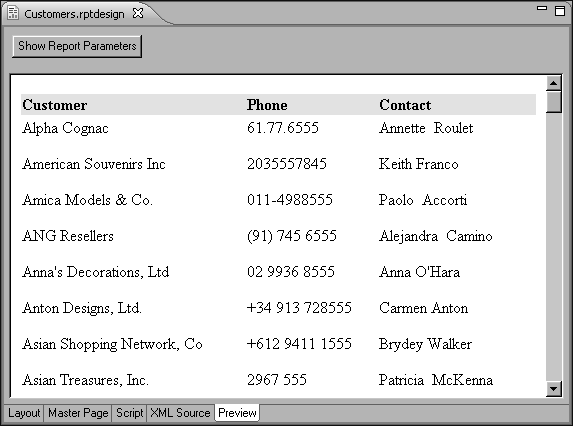 Customers.rptdesign
Show Report Parameters
Customer Phone Contact
Alpha Cognac 61.77.6555 Annette Roulet
American Souvenirs Inc 2035557845 Keith Franco
Amica Models & Co. 011-4988555 Paolo Accorti
ANG Resellers (91) 745 6555 Alejandra Camino
Anna's Decorations, Ltd 02 9936 8555 Anna O'Hara
Anton Designs, Ltd. +34 913 728555 Carmen Anton
Asian Shopping Network, Co +612 9411 1555 Brydey Walker
Asian Treasures, Inc. 2967 555 Patricia McKenna
Layout Master Page Script XML Source Preview